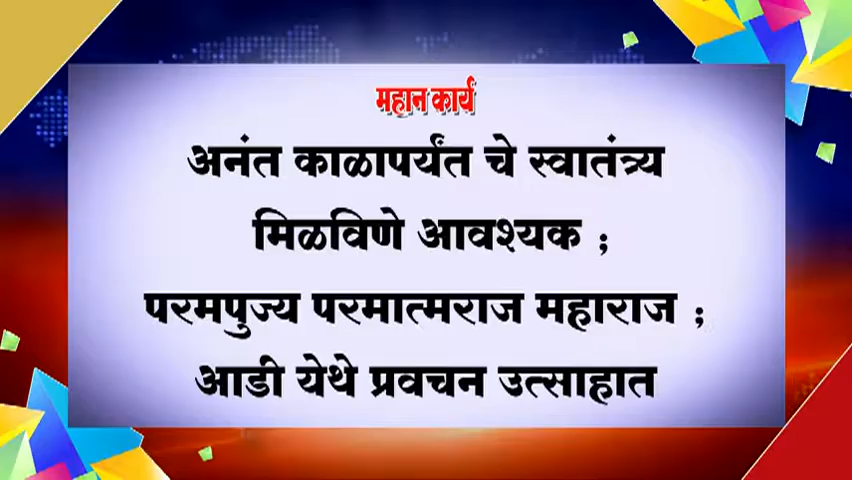 महान कार्य
अनंत काळापर्यंत चे स्वातंत्र्य
मिळविणे आवश्यक ;
परमपुज्य परमात्मराज महाराज ;
आडी येथे प्रवचन उत्साहात